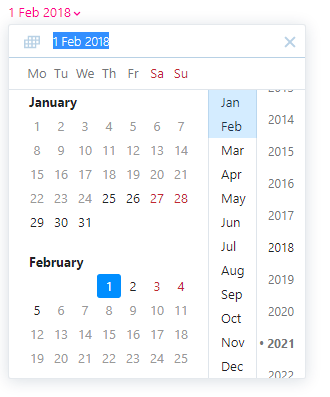 1 Feb 2018
1 Feb 2018
Mo Tu We Th Fr Sa Su
January
1 2 3 4 5 6 7
8 9 10 11 12 13 14
15 16 17 18 19 20 21
22 23 24 25 26 27 28
29 30 31
February
1 2 3 4
5 6 7 8 9 10 11
12 13 14 15 16 17 18
19 20 21 22 23 24 25
Jan
Feb
Mar
Apr
May
Jun
Jul
Aug
Sep
Oct
Nov
Dec
2013
2014
2015
2016
2017
2018
2019
2020
• 2021
2022